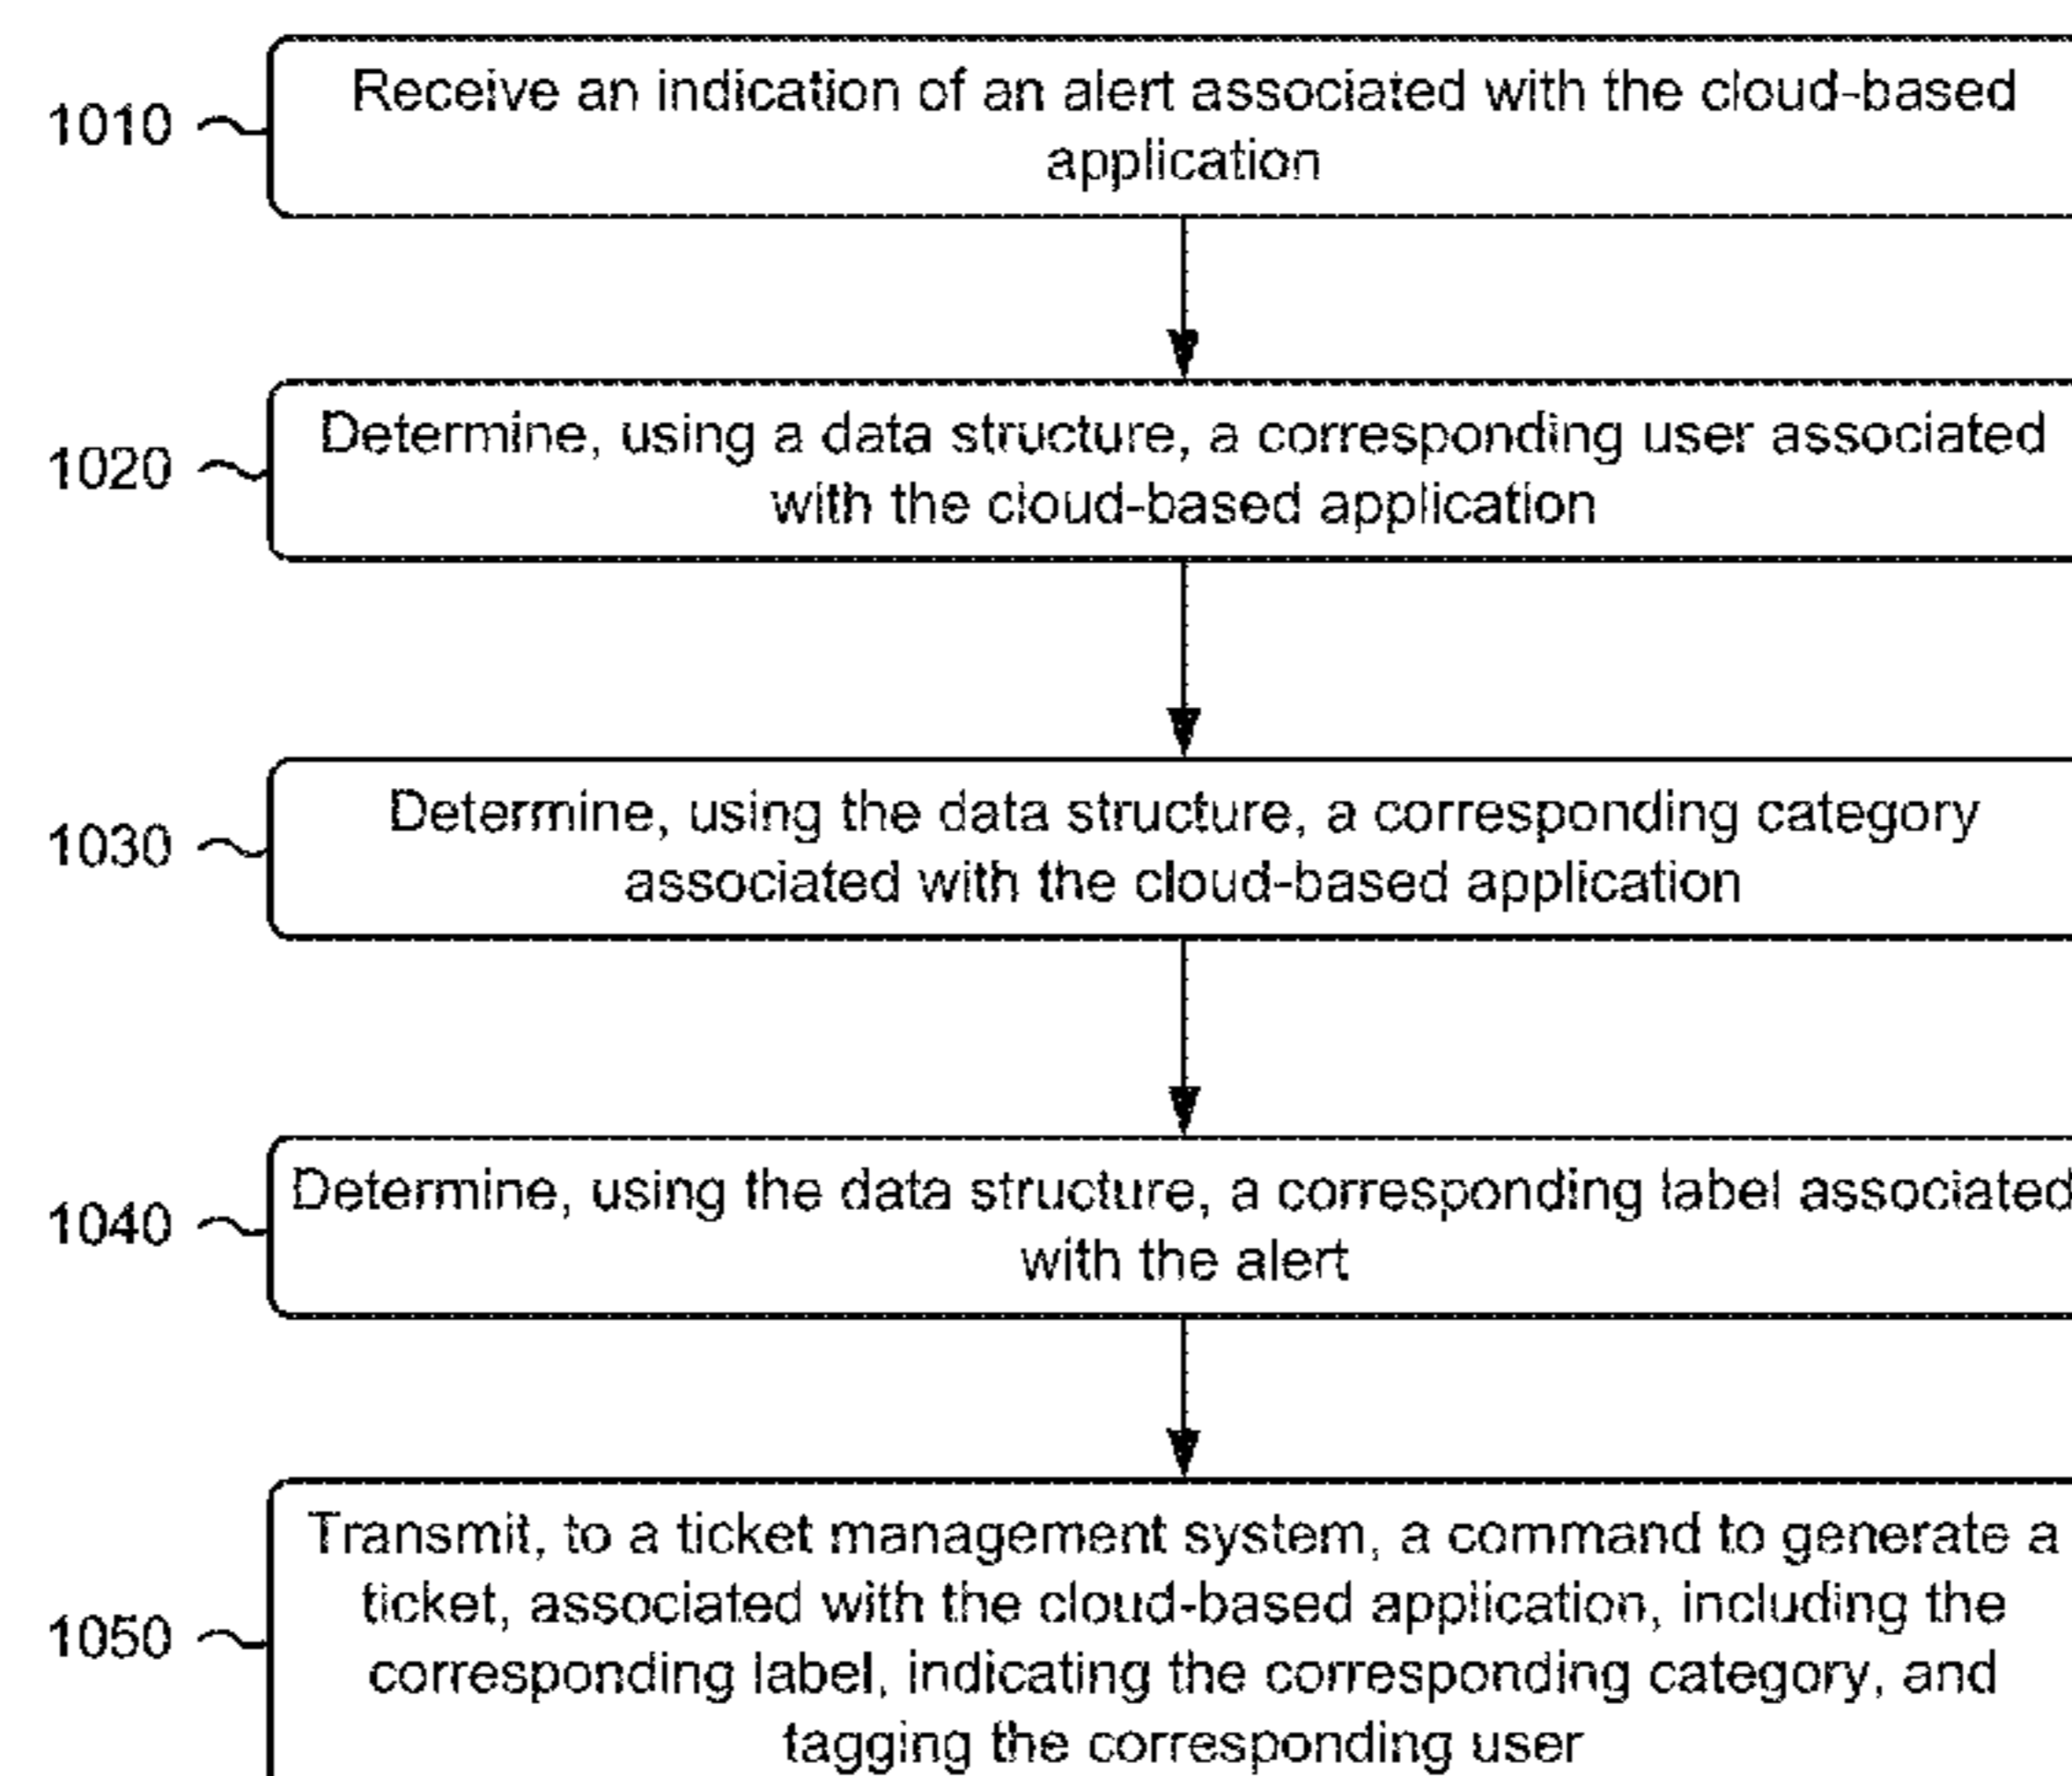 Receive an indication of an alert associated with the cloud-based
1010
application
Determine, using a data structure, a corresponding user associated
1020
with the cloud-based application
Determine, using the data structure, a corresponding category
1030
associated with the cloud-based application
Determine, using the data structure, a corresponding label associated
1040
with the alert
Transmit, to a ticket management system, a command to generate a
ticket, associated with the cloud-based application, including the
1050
corresponding label, indicating the corresponding category, and
tagging the corresponding user